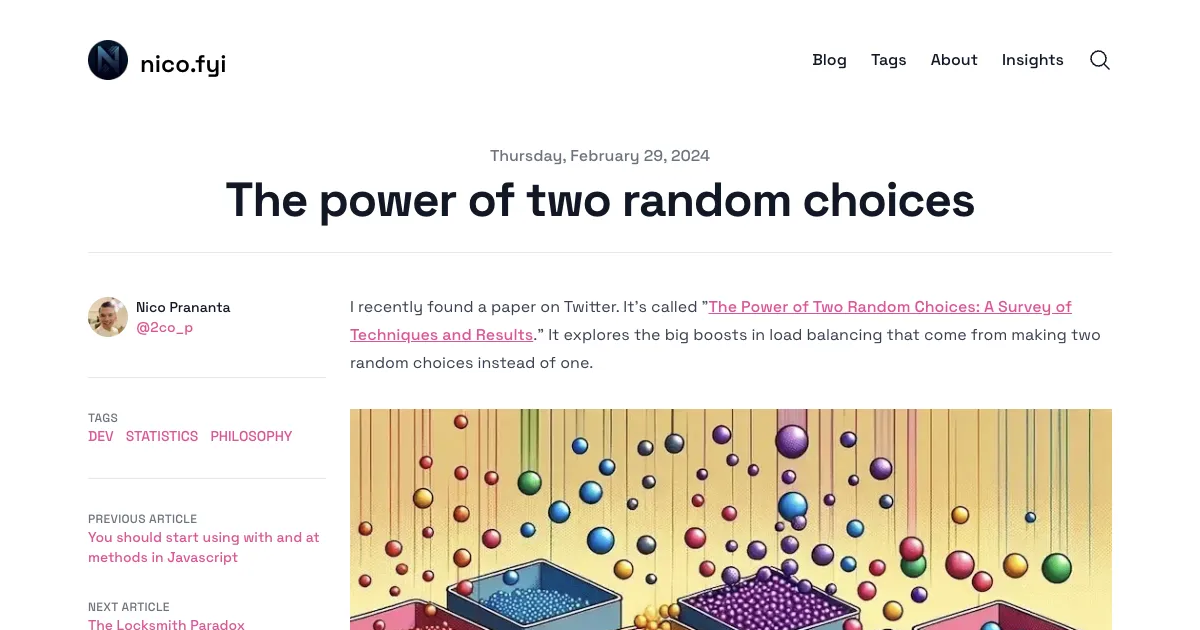 nico.fyi
Blog Tags About Insights
Thursday, February 29, 2024
The power of two random choices
Nico Prananta
@2co_p
TAGS
DEV STATISTICS PHILOSOPHY
PREVIOUS ARTICLE
You should start using with and at
methods in Javascript
NEXT ARTICLE
The Locksmith Paradox
I recently found a paper on Twitter. It's called "The Power of Two Random Choices: A Survey of
Techniques and Results." It explores the big boosts in load balancing that come from making two
random choices instead of one.